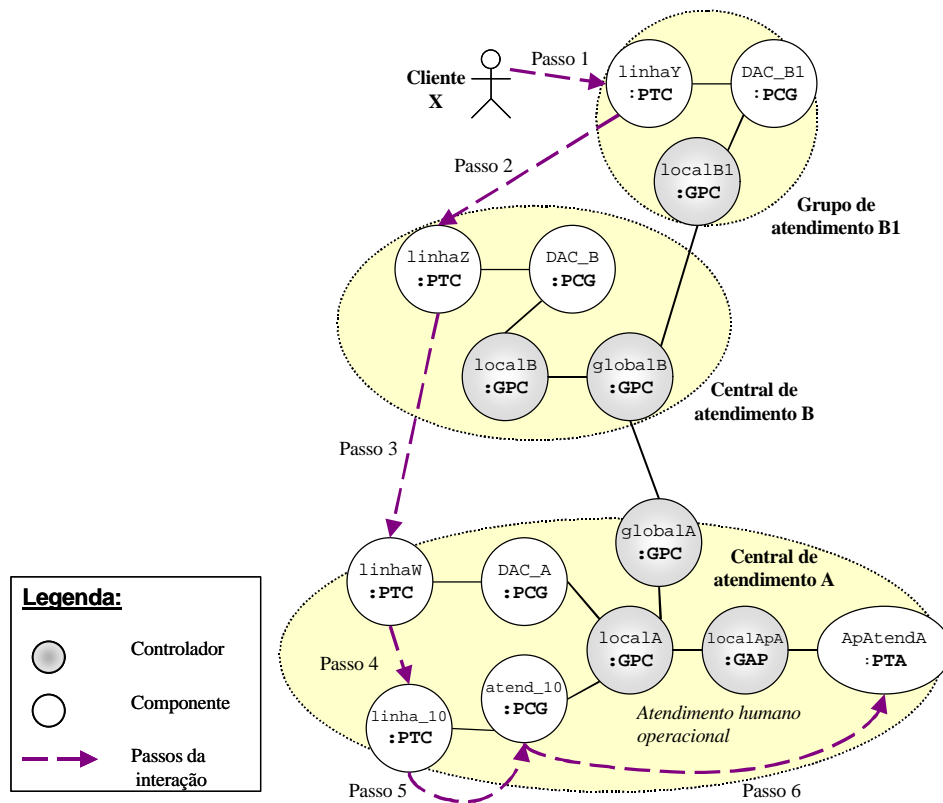 Cliente
X
Passo 1
linhaY
:PTC
DAC_B1
:PCG
localB1
:GPC
Grupo de
atendimento B1
Passo 2
linhaZ
:PTC
DAC_B
:PCG
localB
:GPC
globalB
:GPC
Central de
atendimento B
Passo 3
globalA
:GPC
Central de
atendimento A
linhaW
:PTC
DAC_A
:PCG
localA
:GPC
localApA
:GAP
ApAtendA
:PTA
Passo 4
linha_10
:PTC
atend_10
:PCG
Atendimento humano
operacional
Passo 5
Passo 6
Legenda:
Controlador
Componente
Passos da
interação